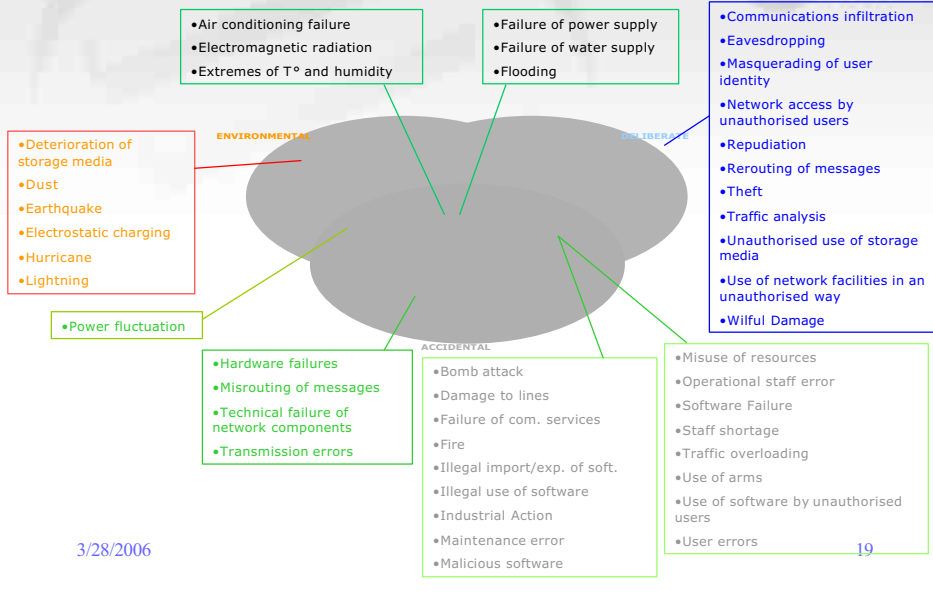 •Air conditioning failure
•Electromagnetic radiation
•Extremes of T° and humidity
•Failure of power supply
•Failure of water supply
•Flooding
•Communications infiltration
•Eavesdropping
•Masquerading of user
identity
•Network access by
unauthorised users
•Repudiation
•Rerouting of messages
•Theft
•Traffic analysis
•Unauthorised use of storage
media
•Use of network facilities in an
unauthorised way
•Wilful Damage
ENVIRONMENTAL
DELIBERATE
•Deterioration of
storage media
•Dust
•Earthquake
•Electrostatic charging
•Hurricane
•Lightning
•Power fluctuation
ACCIDENTAL
•Hardware failures
•Misrouting of messages
•Technical failure of
network components
•Transmission errors
•Bomb attack
•Damage to lines
•Failure of com. services
•Fire
•Illegal import/exp. of soft.
•Illegal use of software
•Industrial Action
•Maintenance error
•Malicious software
•Misuse of resources
•Operational staff error
•Software Failure
•Staff shortage
•Traffic overloading
•Use of arms
•Use of software by unauthorised
users
•User errors
3/28/2006
19